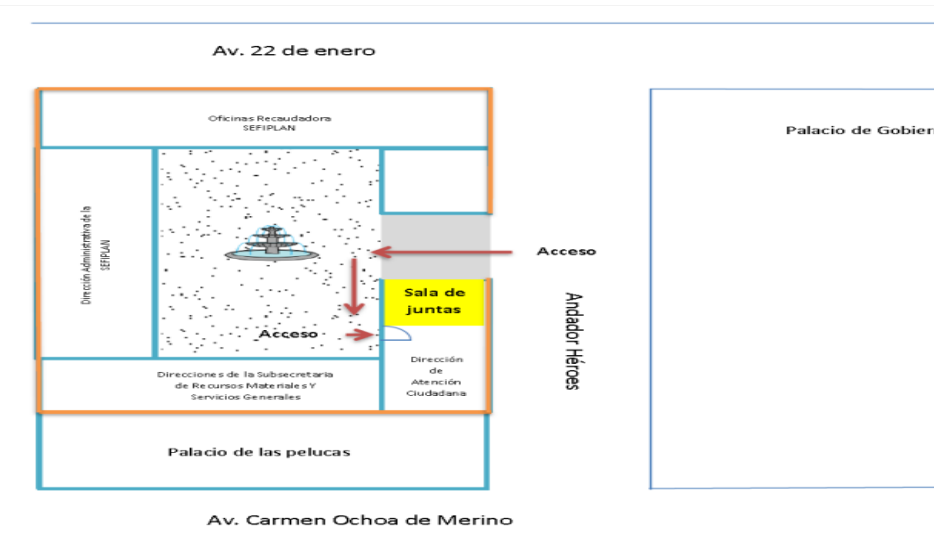 Av. 22 de enero
Oficinas Recaudadora
SEFIPLAN
Palacio de Gobier
Dirección Administrativa de la
SEFIPLAN
Acceso
Sala de
juntas
Andador Héroes
Acceso
Dirección
de
Atención
Ciudadana
Direcciones de la Subsecretaria
de Recursos Materiales Y
Servicios Generales
Palacio de las pelucas
Av. Carmen Ochoa de Merino